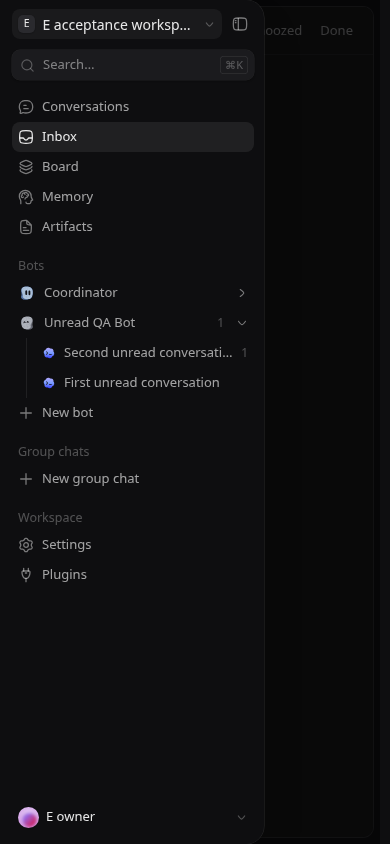 E E acceptance worksp...
oozed Done
Search... ⌘K
Conversations
Inbox
Board
Memory
Artifacts
Bots
Coordinator
Unread QA Bot 1
Second unread conversati... 1
First unread conversation
New bot
Group chats
New group chat
Workspace
Settings
Plugins
E owner